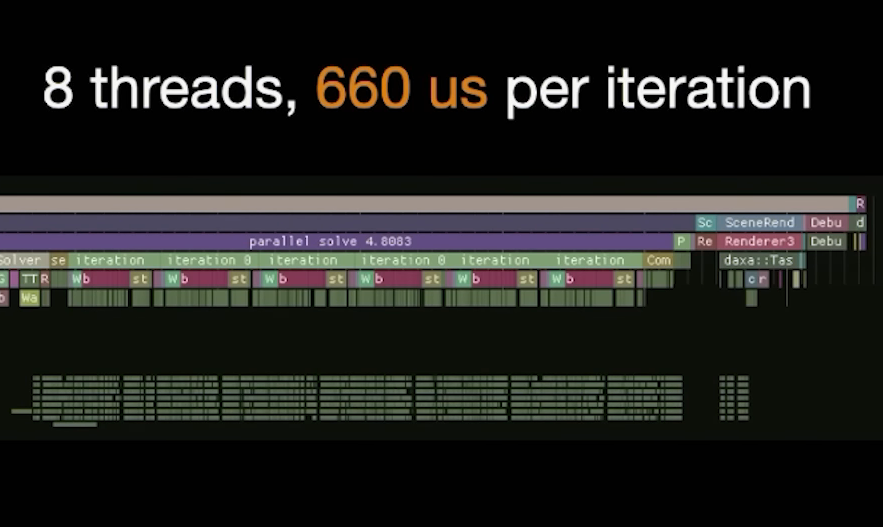 8 threads, 660 us per iteration
R
Sc SceneRend Debu d
parallel solve 4.8083 P Re Renderer3 Debu
Solver se iteration iteration 0 iteration iteration 0 iteration iteration Com daxa::Tas
G TT R Wb st Wb st Wb st Wb st Wb st Wb st c r
b Wa